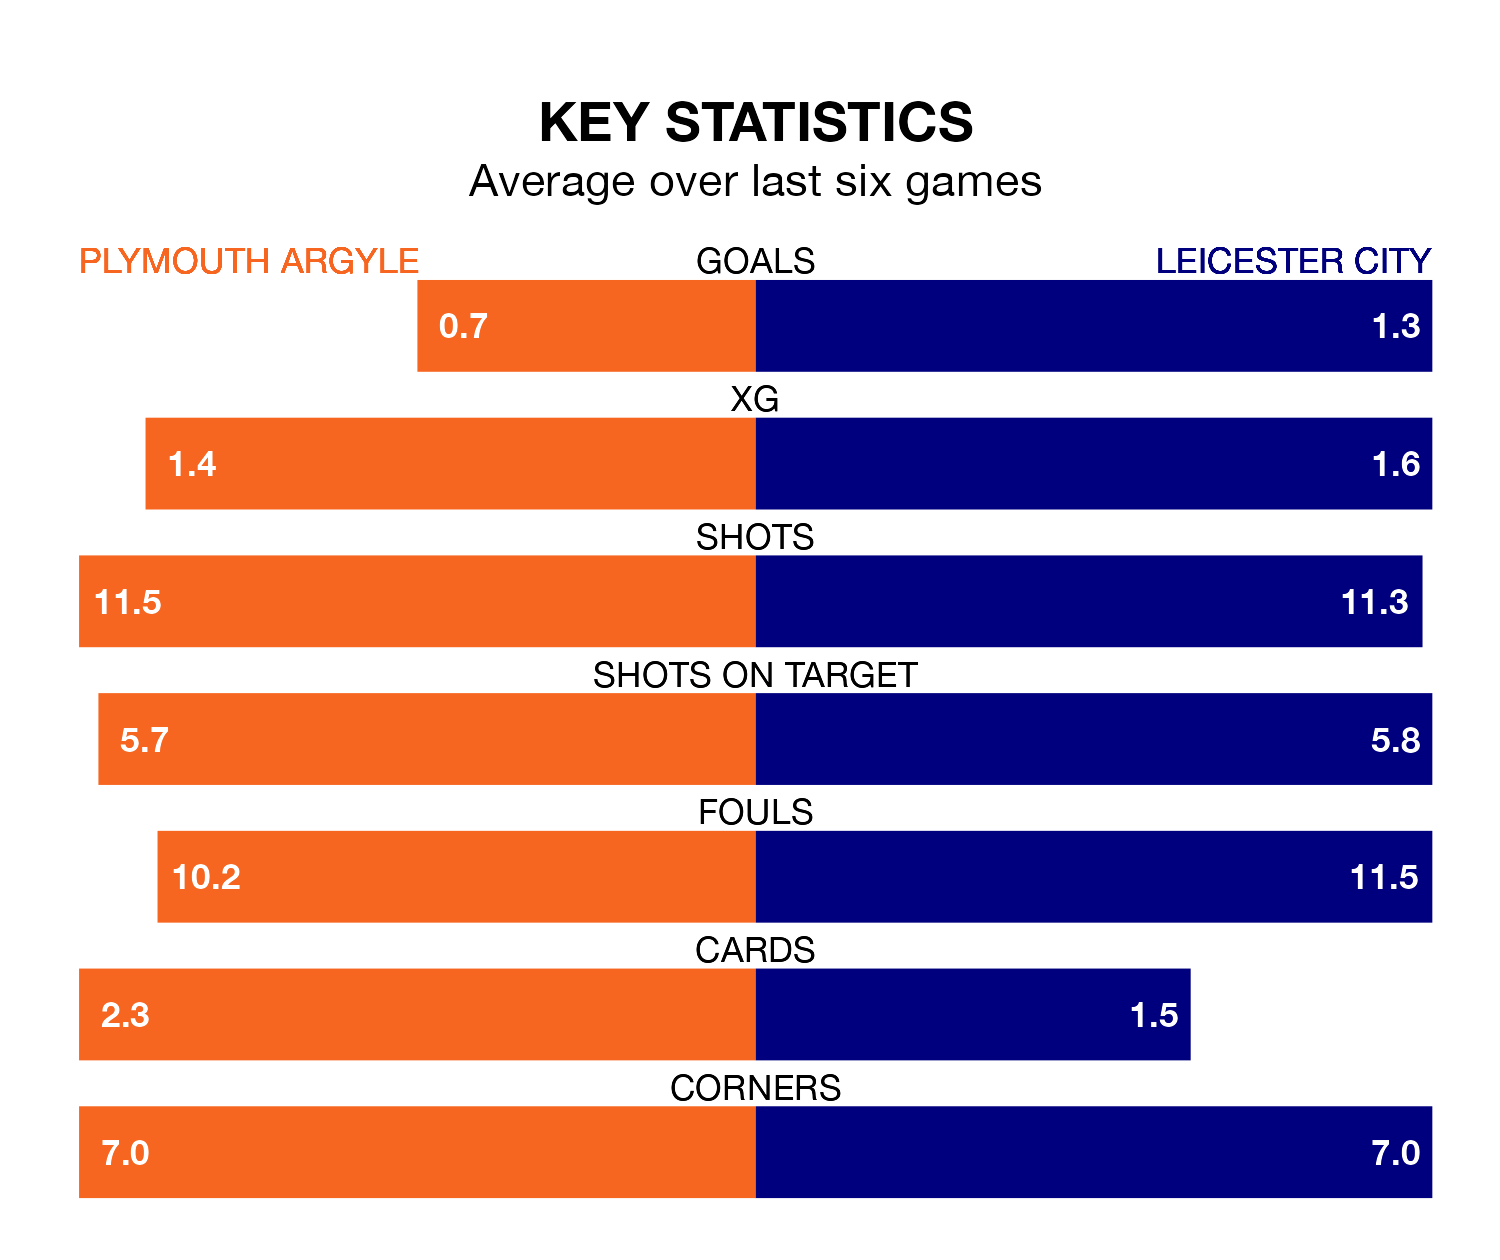 KEY STATISTICS
Average over last six games
PLYMOUTH ARGYLE GOALS LEICESTER CITY
0.7 1.3
XG
1.4 1.6
SHOTS
11.5 11.3
SHOTS ON TARGET
5.7 5.8
FOULS
10.2 11.5
CARDS
2.3 1.5
CORNERS
7.0 7.0